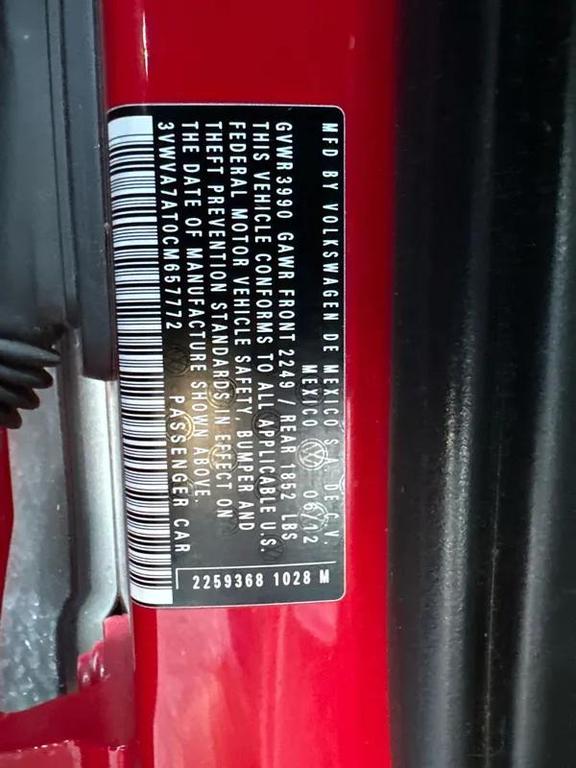 MFD BY VOLKSWAGEN DE MEXICO S.A. DE C.V.
MEXICO 06/12
GVWR 3990 GAWR FRONT 2249 / REAR 1852 LBS
THIS VEHICLE CONFORMS TO ALL APPLICABLE U.S.
FEDERAL MOTOR VEHICLE SAFETY, BUMPER AND
THEFT PREVENTION STANDARDS IN EFFECT ON
THE DATE OF MANUFACTURE SHOWN ABOVE.
3VWVA7AT0CM657772 PASSENGER CAR
2259368 1028 M